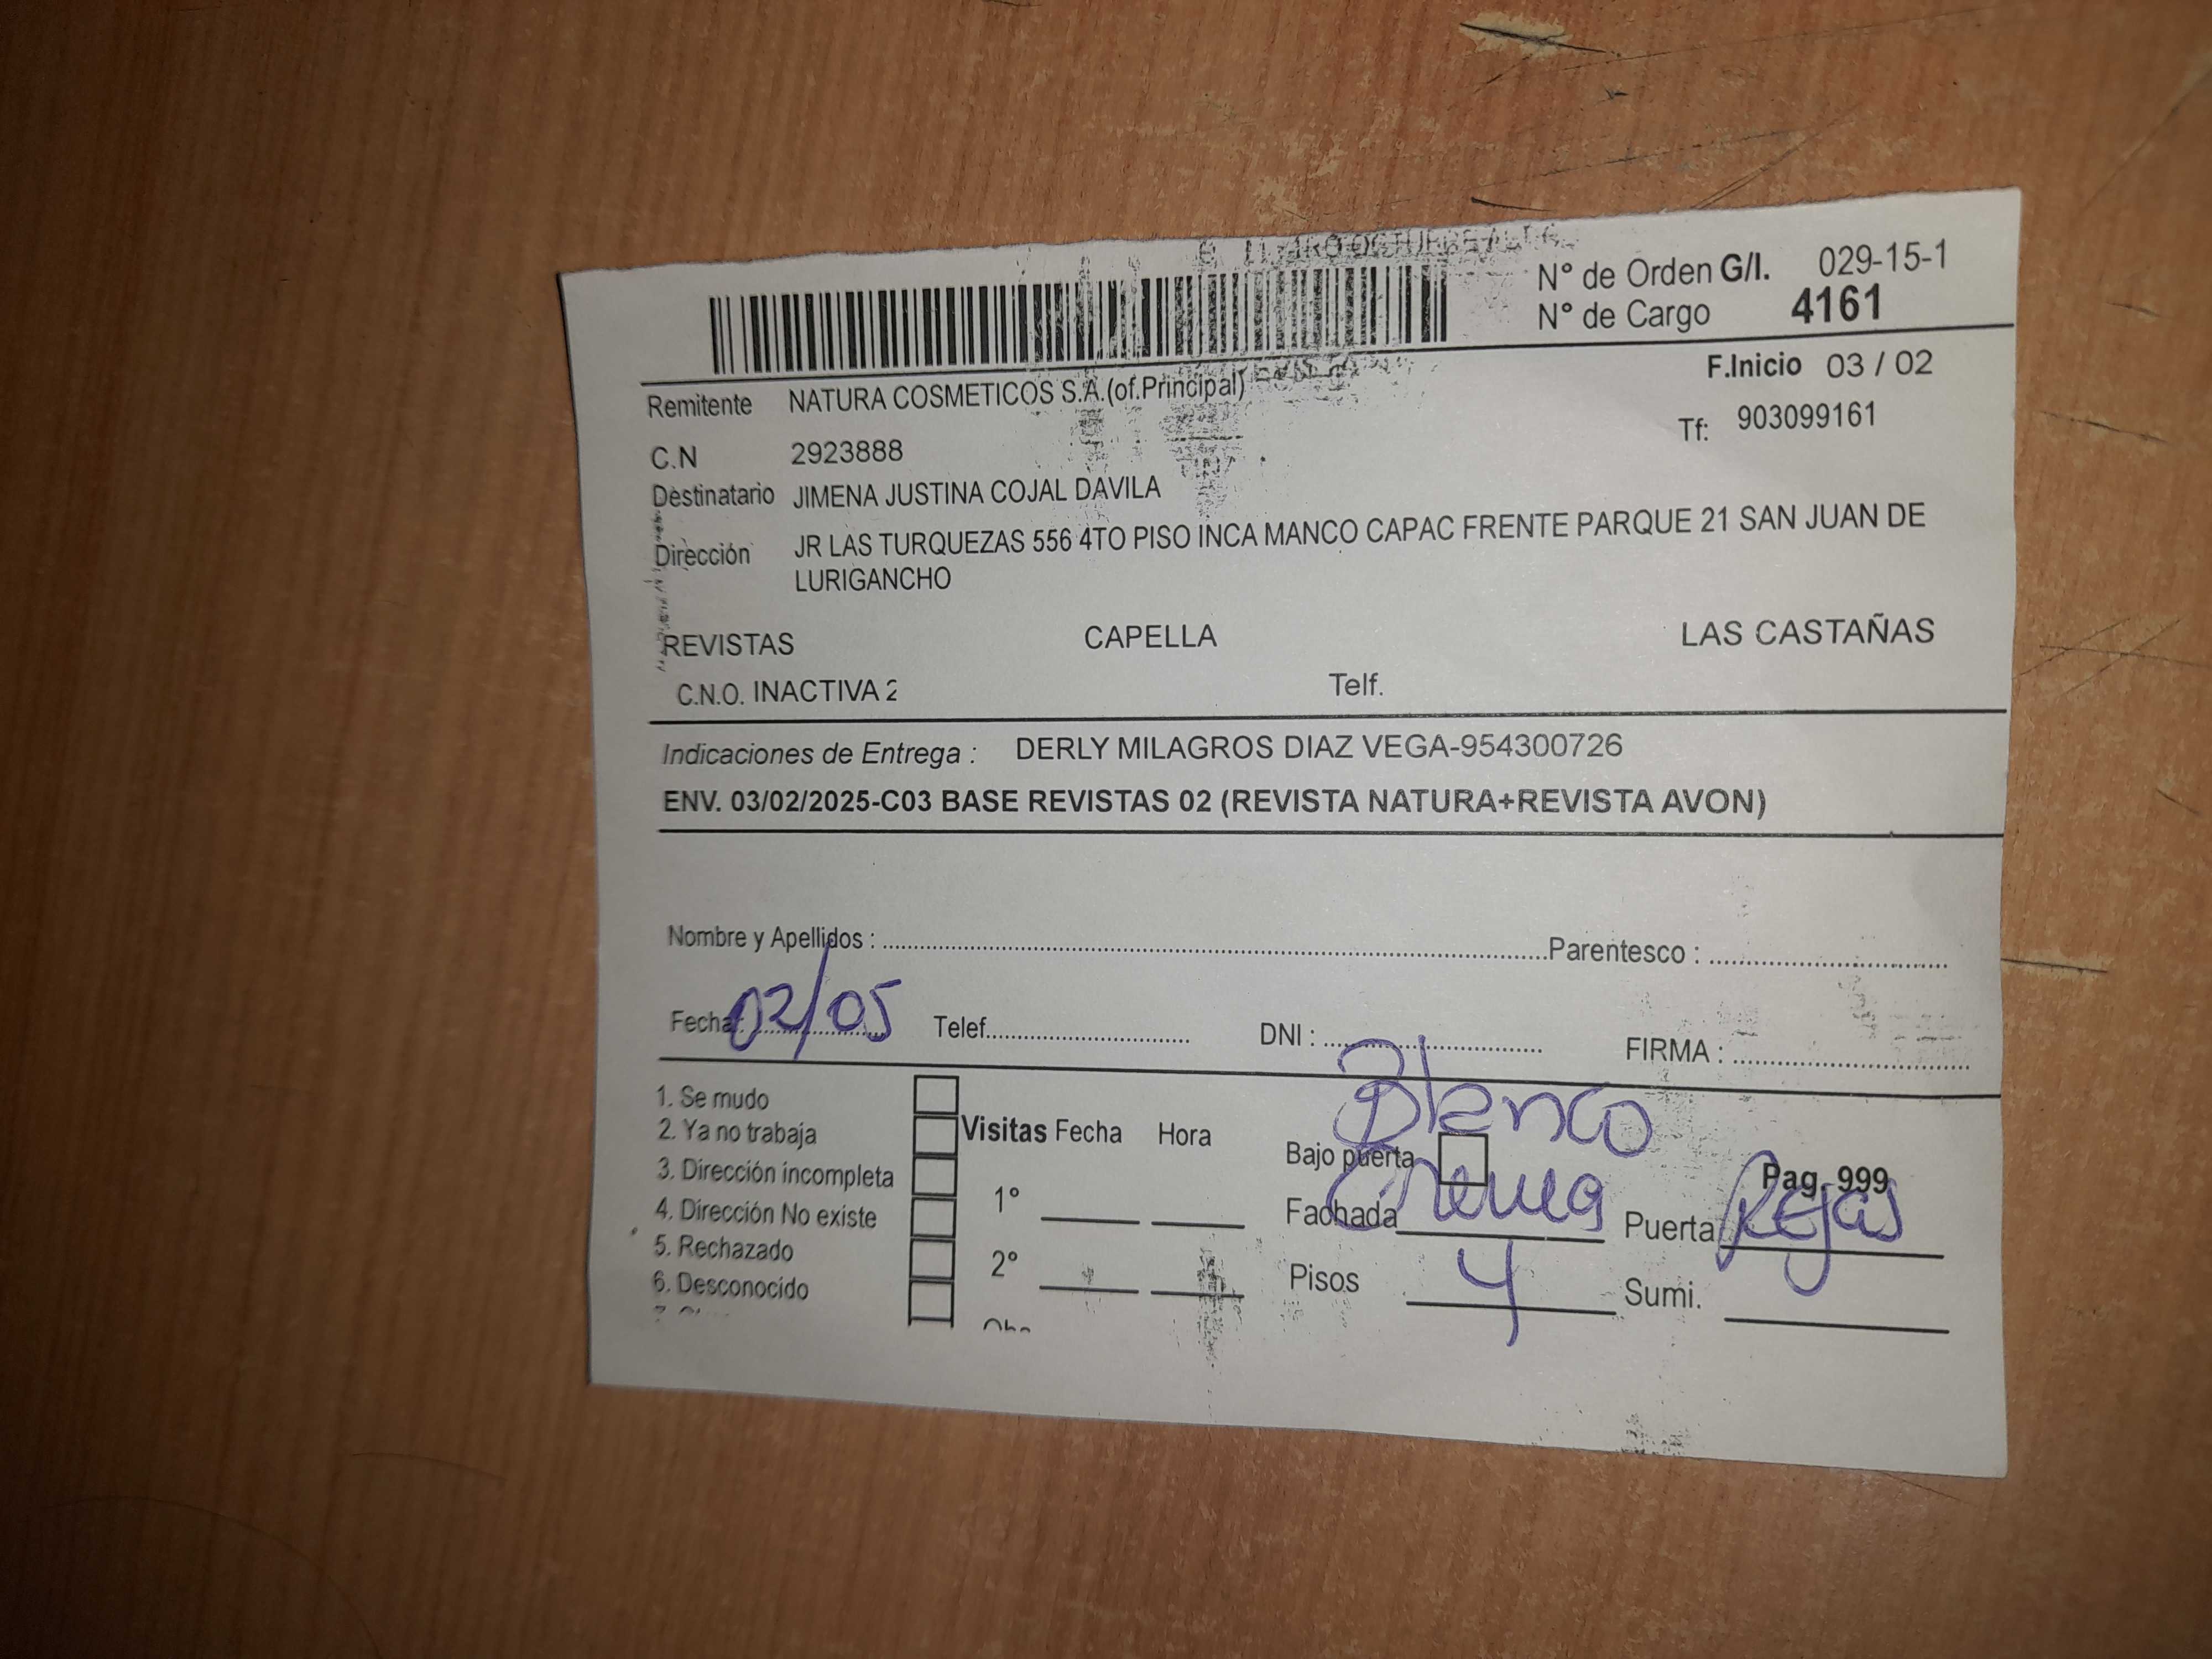 N° de Orden G/I. 029-15-1
N° de Cargo 4161
F.Inicio 03 / 02
Remitente NATURA COSMETICOS S.A.(of.Principal)
Tf: 903099161
C.N 2923888
Destinatario JIMENA JUSTINA COJAL DAVILA
Dirección JR LAS TURQUEZAS 556 4TO PISO INCA MANCO CAPAC FRENTE PARQUE 21 SAN JUAN DE
LURIGANCHO
REVISTAS CAPELLA LAS CASTAÑAS
C.N.O. INACTIVA 2 Telf.
Indicaciones de Entrega : DERLY MILAGROS DIAZ VEGA-954300726
ENV. 03/02/2025-C03 BASE REVISTAS 02 (REVISTA NATURA+REVISTA AVON)
Nombre y Apellidos : Parentesco :
Fecha: 02/05 Telef. DNI : FIRMA :
1. Se mudo
2. Ya no trabaja
3. Dirección incompleta
4. Dirección No existe
5. Rechazado
6. Desconocido
Visitas Fecha Hora
1°
2°
Blanco
Bajo puerta Pag. 999
Fachada Crema Puerta Rejas
Pisos 4 Sumi.